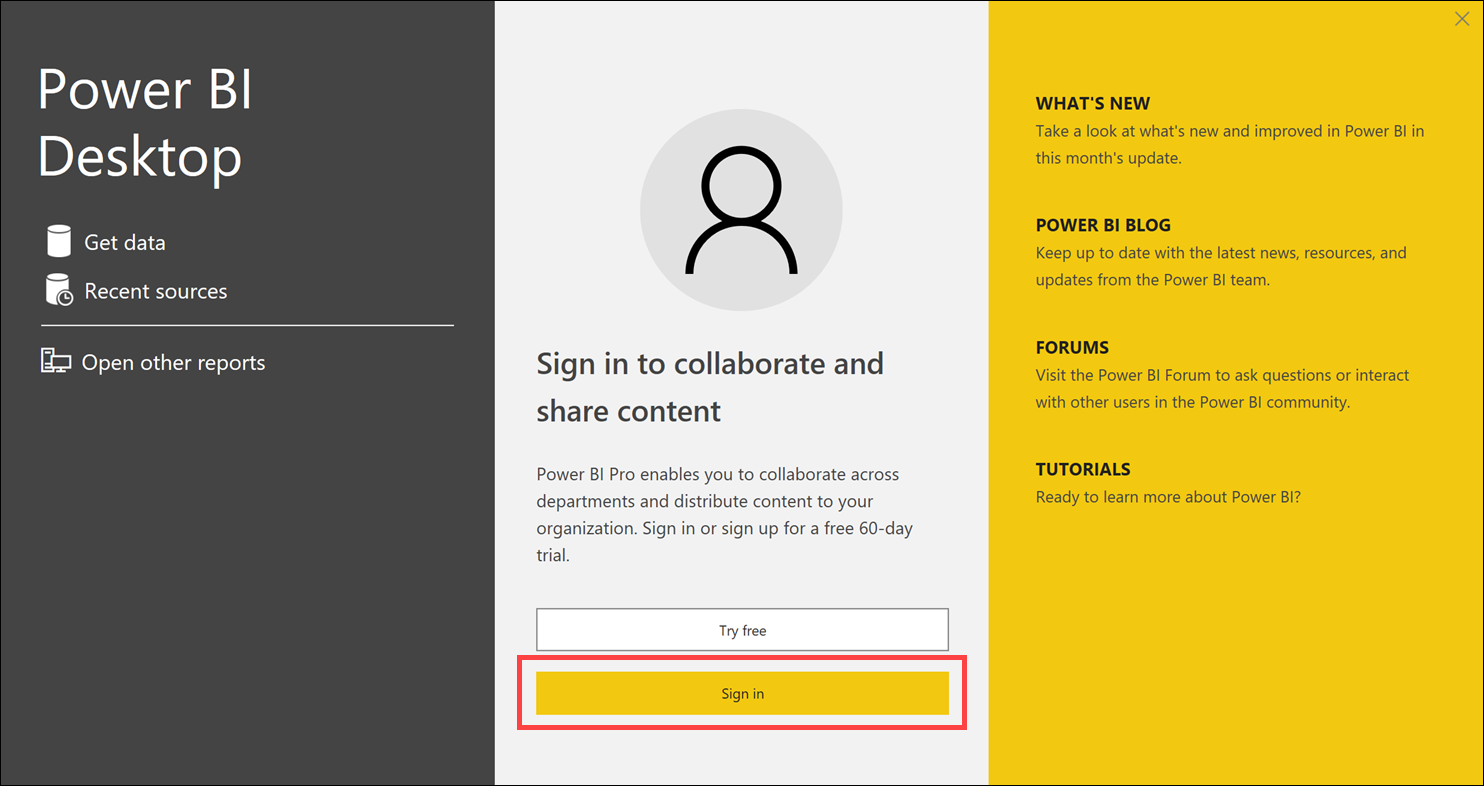 Power BI
Desktop
Get data
Recent sources
Open other reports
Sign in to collaborate and
share content
Power BI Pro enables you to collaborate across
departments and distribute content to your
organization. Sign in or sign up for a free 60-day
trial.
Try free
Sign in
WHAT'S NEW
Take a look at what's new and improved in Power BI in
this month's update.
POWER BI BLOG
Keep up to date with the latest news, resources, and
updates from the Power BI team.
FORUMS
Visit the Power BI Forum to ask questions or interact
with other users in the Power BI community.
TUTORIALS
Ready to learn more about Power BI?